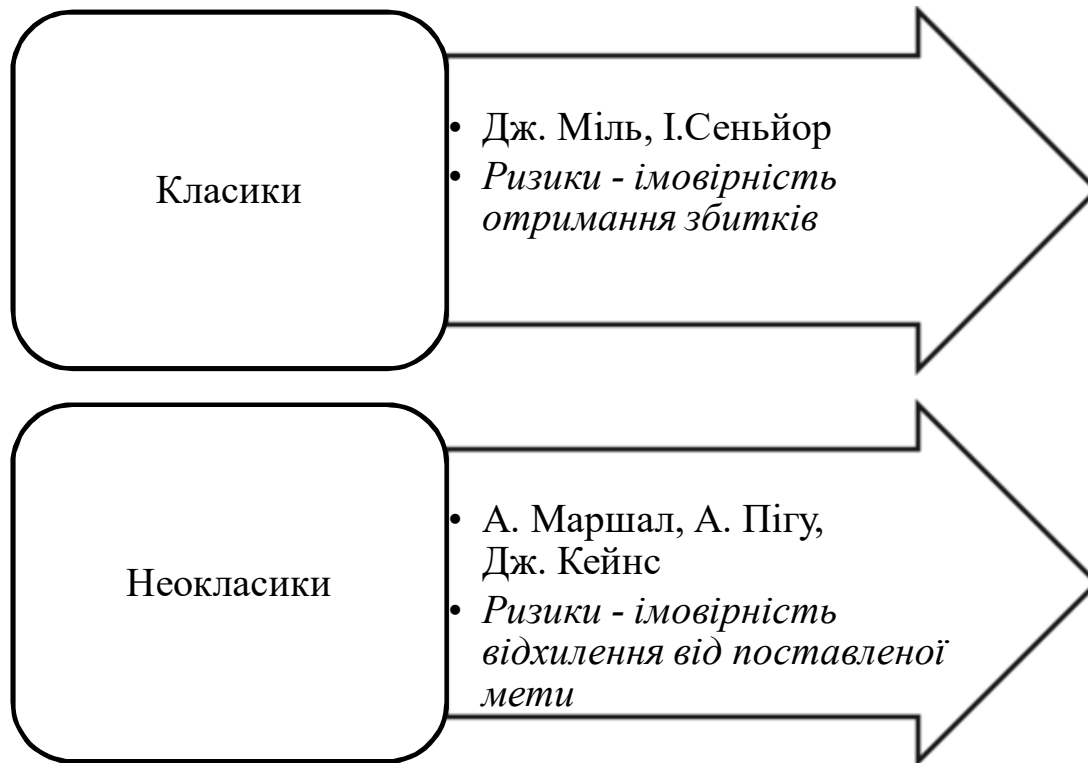 Класики
• Дж. Міль, І.Сеньйор
• Ризики - імовірність
отримання збитків
Неокласики
• А. Маршал, А. Пігу,
Дж. Кейнс
• Ризики - імовірність
відхилення від поставленої
мети